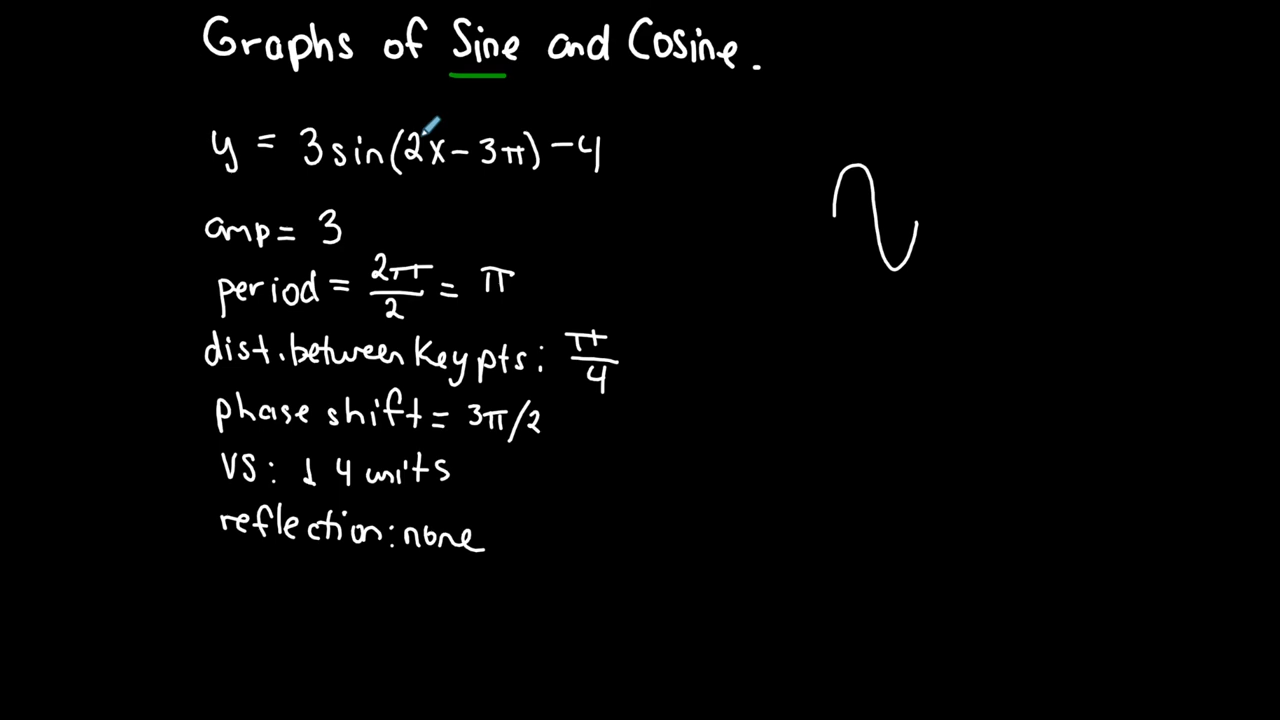 Graphs of Sine and Cosine.
y = 3sin(2x - 3π) - 4
amp = 3
period = 2π/2 = π
dist. between key pts: π/4
phase shift = 3π/2
VS: ↓ 4 units
reflection: none